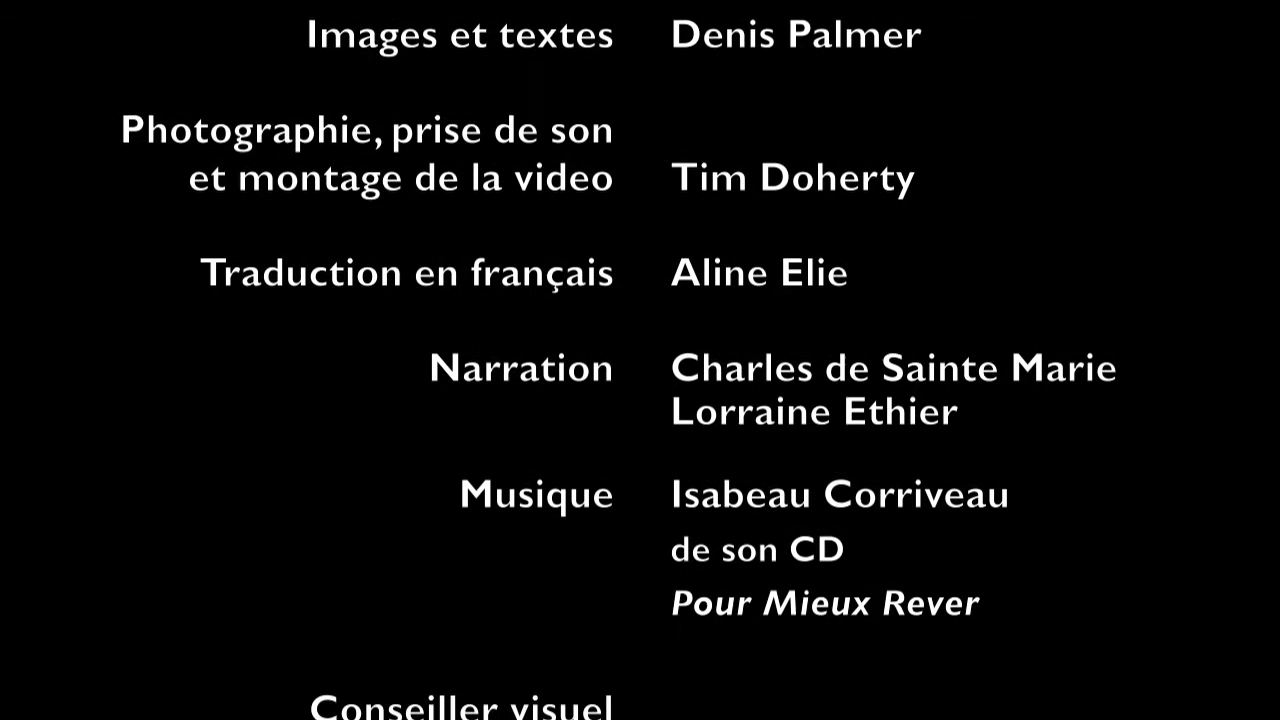 Images et textes Denis Palmer
Photographie, prise de son
et montage de la video Tim Doherty
Traduction en français Aline Elie
Narration Charles de Sainte Marie
Lorraine Ethier
Musique Isabeau Corriveau
de son CD
Pour Mieux Rever
Conseiller visuel